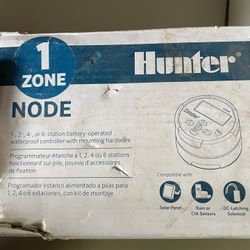 1
ZONE
Hunter®
NODE
1-, 2-, 4-, or 6-station battery-operated
waterproof controller with mounting hardware
Programmateur étanche à 1, 2, 4 ou 6 stations
fonctionnant sur pile, pourvu d'accessoires
de fixation
Programador estanco alimentado a pilas para
1, 2, 4 o 6 estaciones, con kit de montaje
Compatible with:
Solar Panel
Rain or
Clik Sensors
DC-Latching
Solenoid